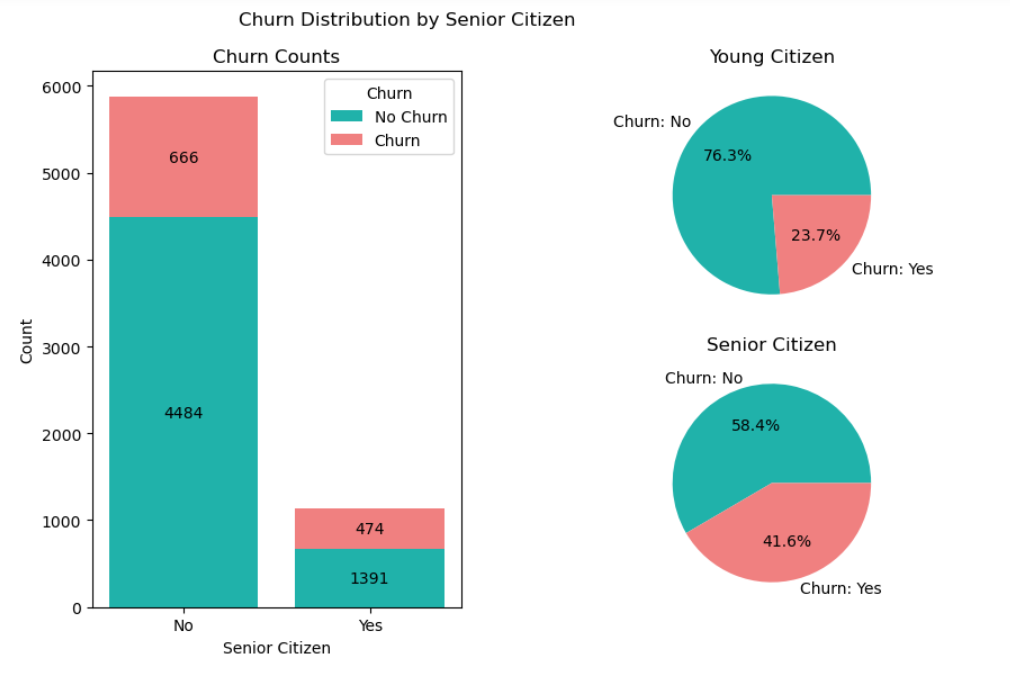 Churn Distribution by Senior Citizen
Churn Counts
6000
5000
4000
3000
2000
1000
0
Count
666
4484
474
1391
No
Yes
Senior Citizen
Churn
No Churn
Churn
Young Citizen
Churn: No
76.3%
23.7%
Churn: Yes
Senior Citizen
Churn: No
58.4%
41.6%
Churn: Yes